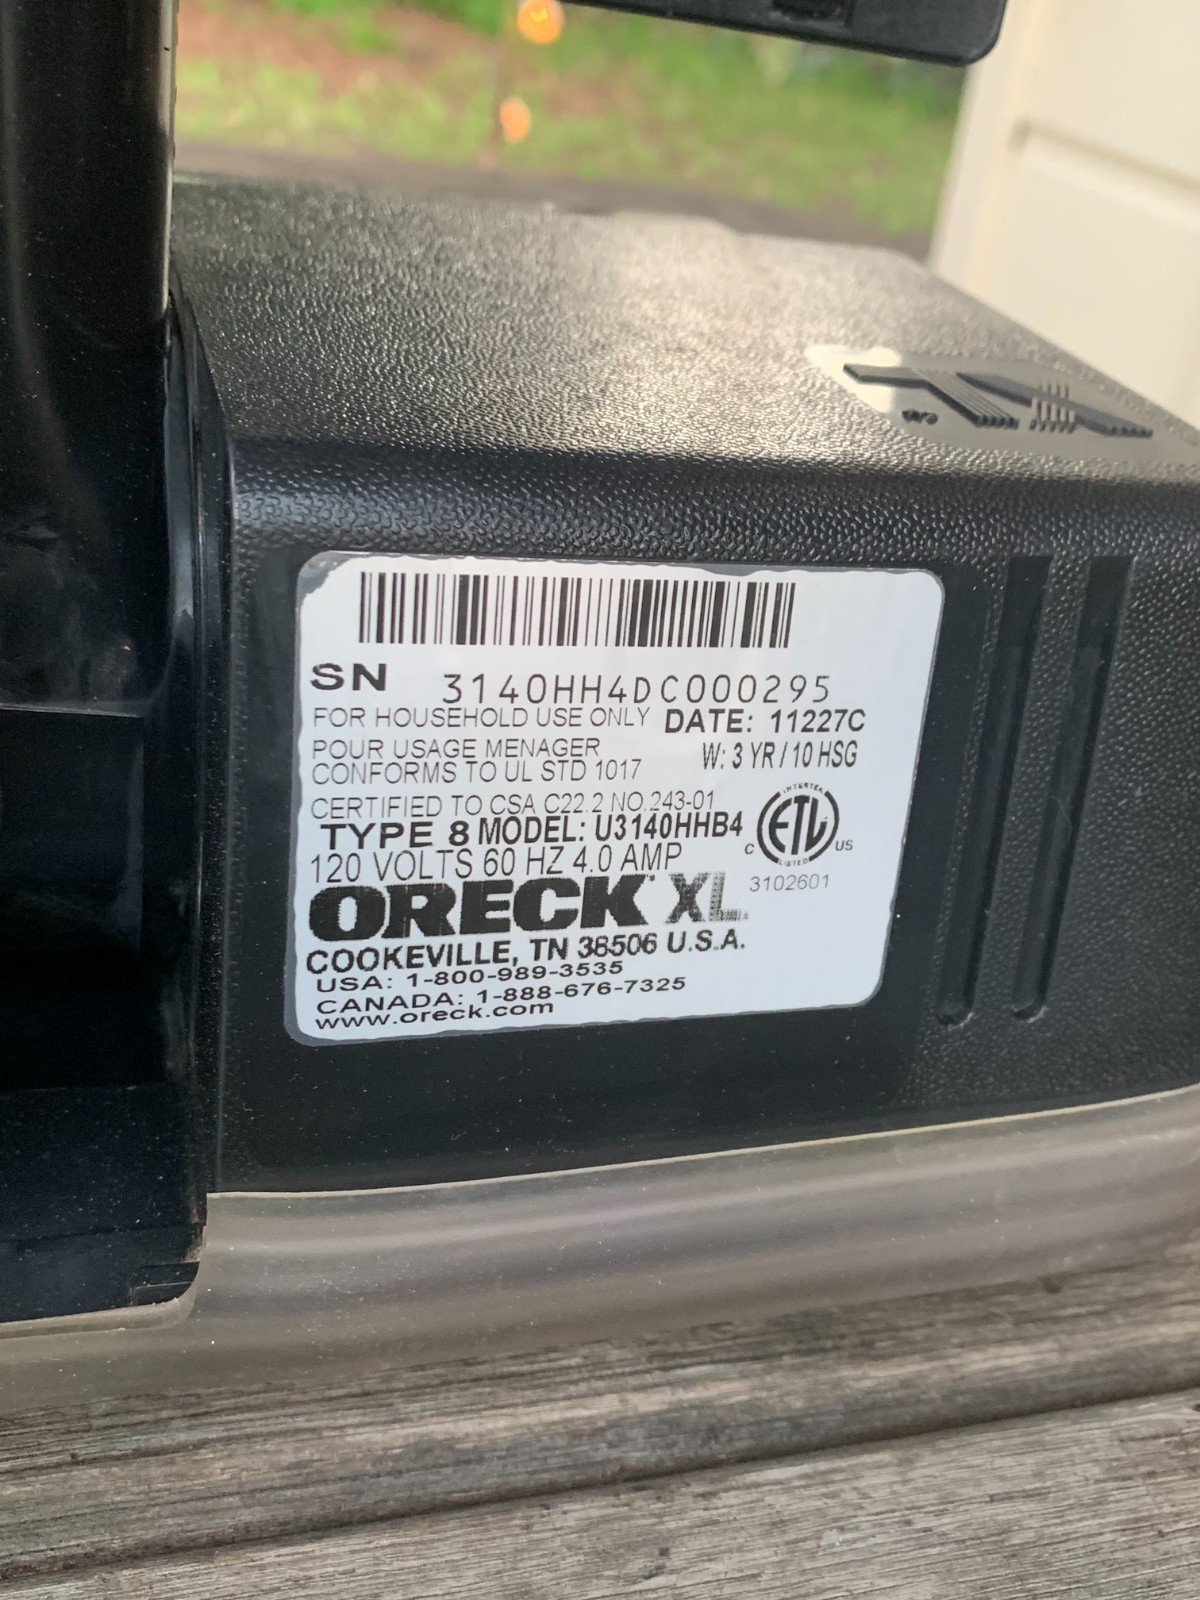 SN 3140HH4DC000295
FOR HOUSEHOLD USE ONLY DATE: 11227C
POUR USAGE MENAGER W: 3 YR / 10 HSG
CONFORMS TO UL STD 1017
CERTIFIED TO CSA C22.2 NO.243-01
TYPE 8 MODEL: U3140HHB4
INTERTEK
C ETL US
LISTED
120 VOLTS 60 HZ 4.0 AMP
3102601
ORECK XL
COOKEVILLE, TN 38506 U.S.A.
USA: 1-800-989-3535
CANADA: 1-888-676-7325
www.oreck.com